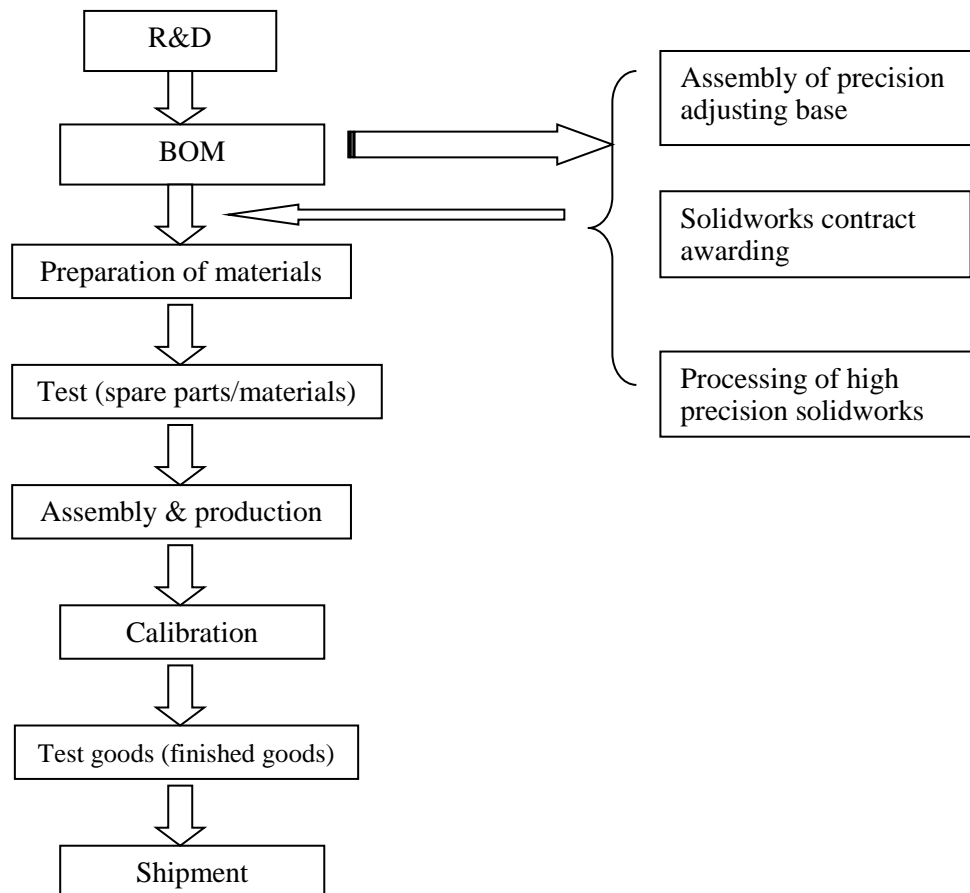 R&D
BOM
Preparation of materials
Test (spare parts/materials)
Assembly & production
Calibration
Test goods (finished goods)
Shipment
Assembly of precision
adjusting base
Solidworks contract
awarding
Processing of high
precision solidworks